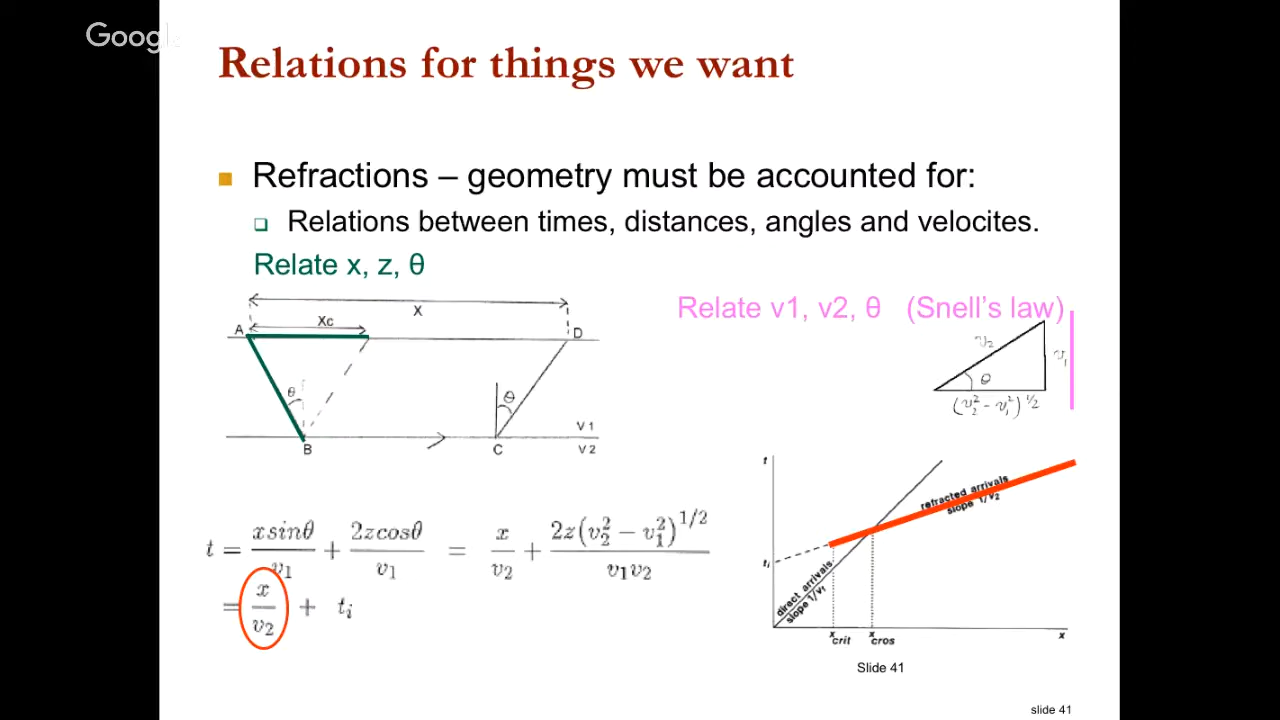 Google
Relations for things we want
Refractions – geometry must be accounted for:
Relations between times, distances, angles and velocites.
Relate x, z, θ
Relate v1, v2, θ (Snell's law)
X
Xc
A
D
θ
θ
B
C
V1
V2
v₂
v₁
θ
(v₂² - v₁²)^1/2
t = xsinθ/v₁ + 2zcosθ/v₁ = x/v₂ + 2z(v₂² − v₁²)^1/2/v₁v₂
= x/v₂ + tᵢ
t
refracted arrivals
slope 1/v₂
tᵢ
direct arrivals
slope 1/v₁
xcrit
xcros
x
Slide 41
slide 41